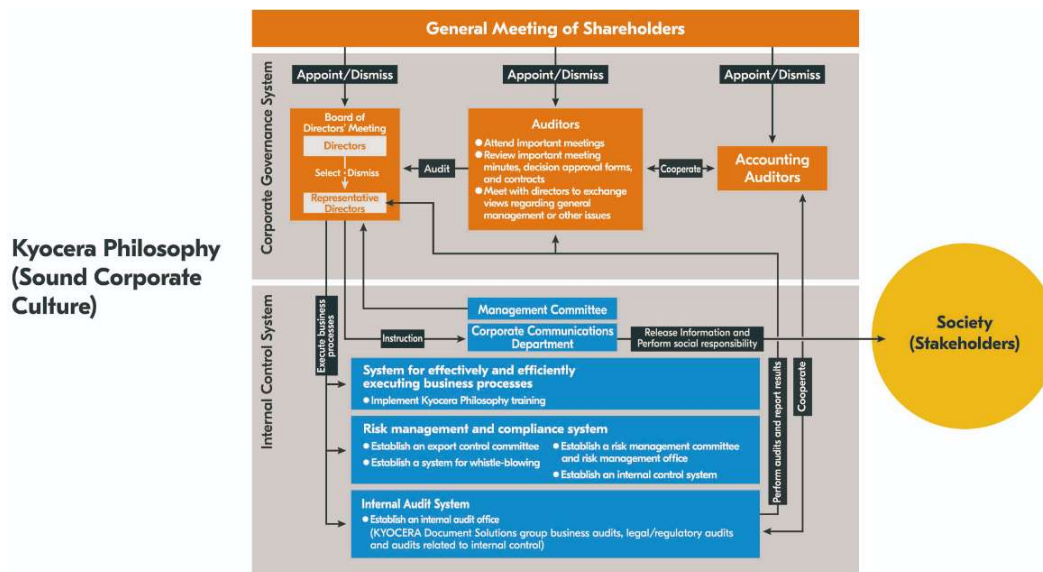 General Meeting of Shareholders
Corporate Governance System
Appoint/Dismiss
Appoint/Dismiss
Appoint/Dismiss
Board of
Directors' Meeting
Directors
Select · Dismiss
Representative
Directors
Audit
Auditors
● Attend important meetings
● Review important meeting
minutes, decision approval forms,
and contracts
● Meet with directors to exchange
views regarding general
management or other issues
Cooperate
Accounting
Auditors
Kyocera Philosophy
(Sound Corporate
Culture)
Internal Control System
Execute business
processes
Management Committee
Instruction
Corporate Communications
Department
Release Information and
Perform social responsibility
Society
(Stakeholders)
System for effectively and efficiently
executing business processes
● Implement Kyocera Philosophy training
Risk management and compliance system
● Establish an export control committee
● Establish a system for whistle-blowing
● Establish a risk management committee
and risk management office
● Establish an internal control system
Internal Audit System
● Establish an internal audit office
(KYOCERA Document Solutions group business audits, legal/regulatory audits
and audits related to internal control)
Perform audits and report results
Cooperate